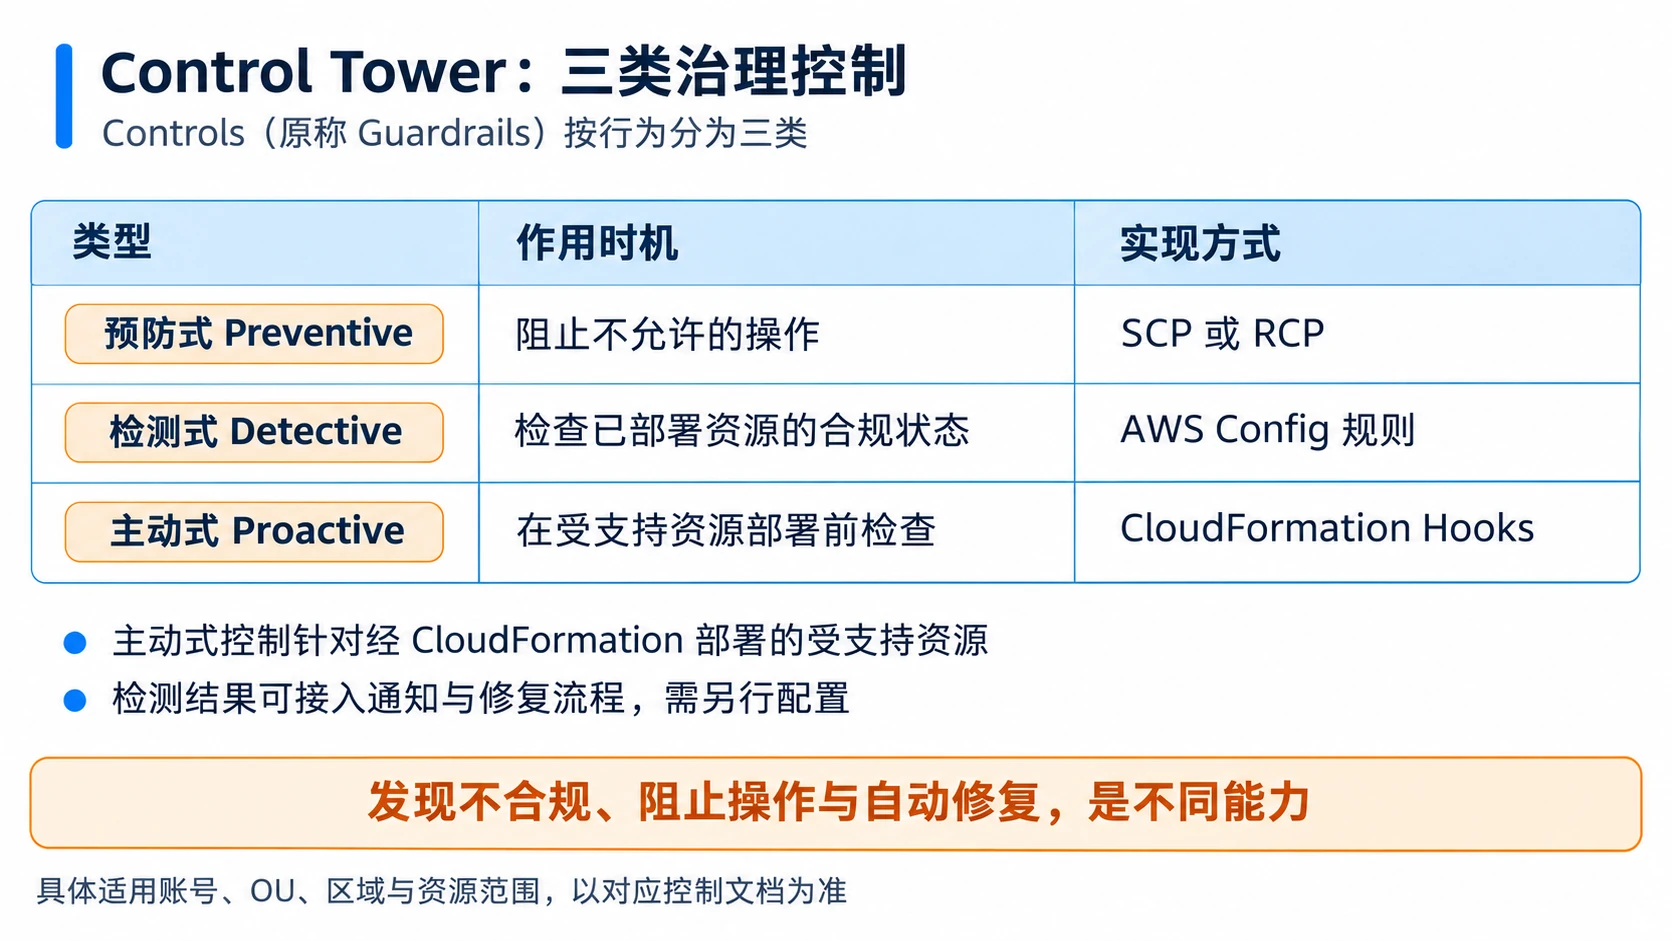 Control Tower：三类治理控制
Controls（原称 Guardrails）按行为分为三类
类型 作用时机 实现方式
预防式 Preventive 阻止不允许的操作 SCP 或 RCP
检测式 Detective 检查已部署资源的合规状态 AWS Config 规则
主动式 Proactive 在受支持资源部署前检查 CloudFormation Hooks
主动式控制针对经 CloudFormation 部署的受支持资源
检测结果可接入通知与修复流程，需另行配置
发现不合规、阻止操作与自动修复，是不同能力
具体适用账号、OU、区域与资源范围，以对应控制文档为准